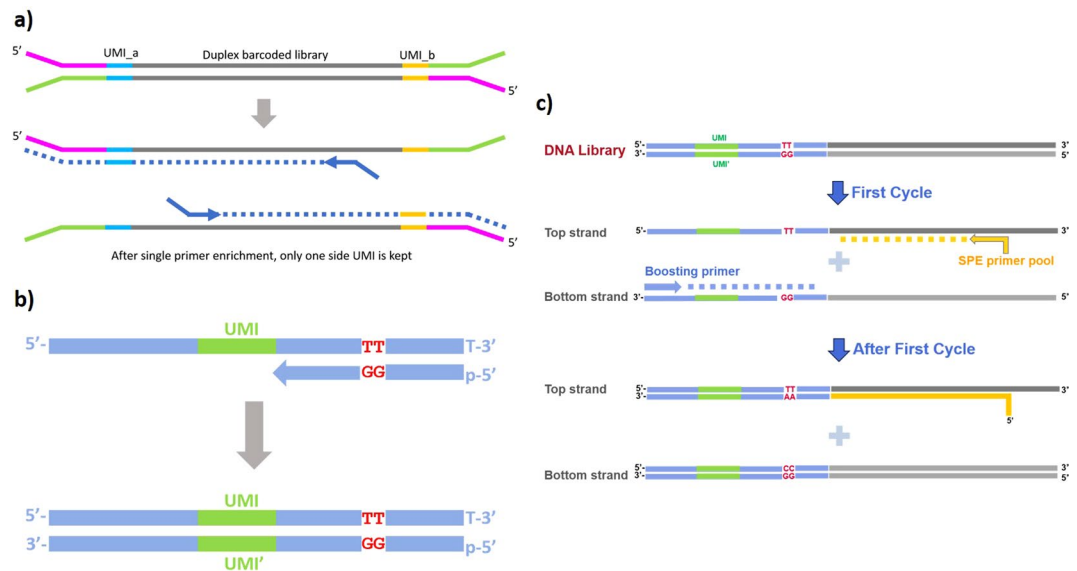 a)
UMI_a Duplex barcoded library UMI_b
5'
5'
5'
5'
After single primer enrichment, only one side UMI is kept
b)
UMI
5'- TT T-3'
GG p-5'
UMI
5'- TT T-3'
3'- GG p-5'
UMI'
c)
UMI
DNA Library 5'- TT 3'
3'- GG 5'
UMI'
First Cycle
Top strand 5'- TT 3'
SPE primer pool
Boosting primer
Bottom strand 3'- GG 5'
After First Cycle
Top strand 5'- TT 3'
3'- AA
5'
Bottom strand 5'- CC 3'
3'- GG 5'